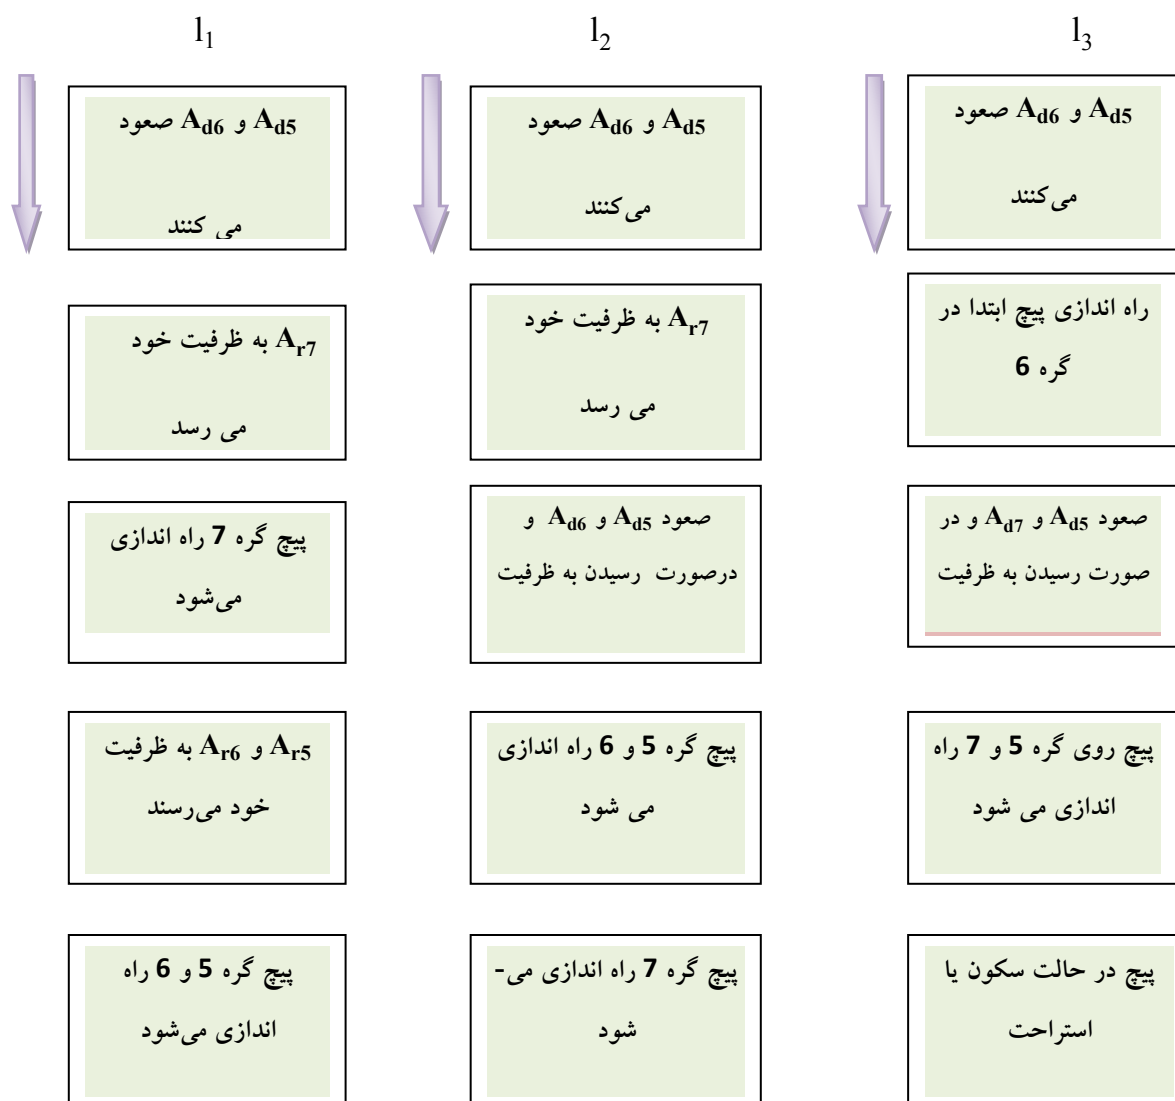 l1
A_d5 و A_d6 صعود
می کنند
A_r7 به ظرفیت خود
می رسد
پیچ گره 7 راه اندازی
می‌شود
A_r5 و A_r6 به ظرفیت
خود می‌رسند
پیچ گره 5 و 6 راه
اندازی می‌شود
l2
A_d5 و A_d6 صعود
می‌کنند
A_r7 به ظرفیت خود
می رسد
صعود A_d5 و A_d6 و
درصورت رسیدن به ظرفیت
پیچ گره 5 و 6 راه اندازی
می شود
پیچ گره 7 راه اندازی می-
شود
l3
A_d5 و A_d6 صعود
می‌کنند
راه اندازی پیچ ابتدا در
گره 6
صعود A_d5 و A_d7 و در
صورت رسیدن به ظرفیت
پیچ روی گره 5 و 7 راه
اندازی می شود
پیچ در حالت سکون یا
استراحت